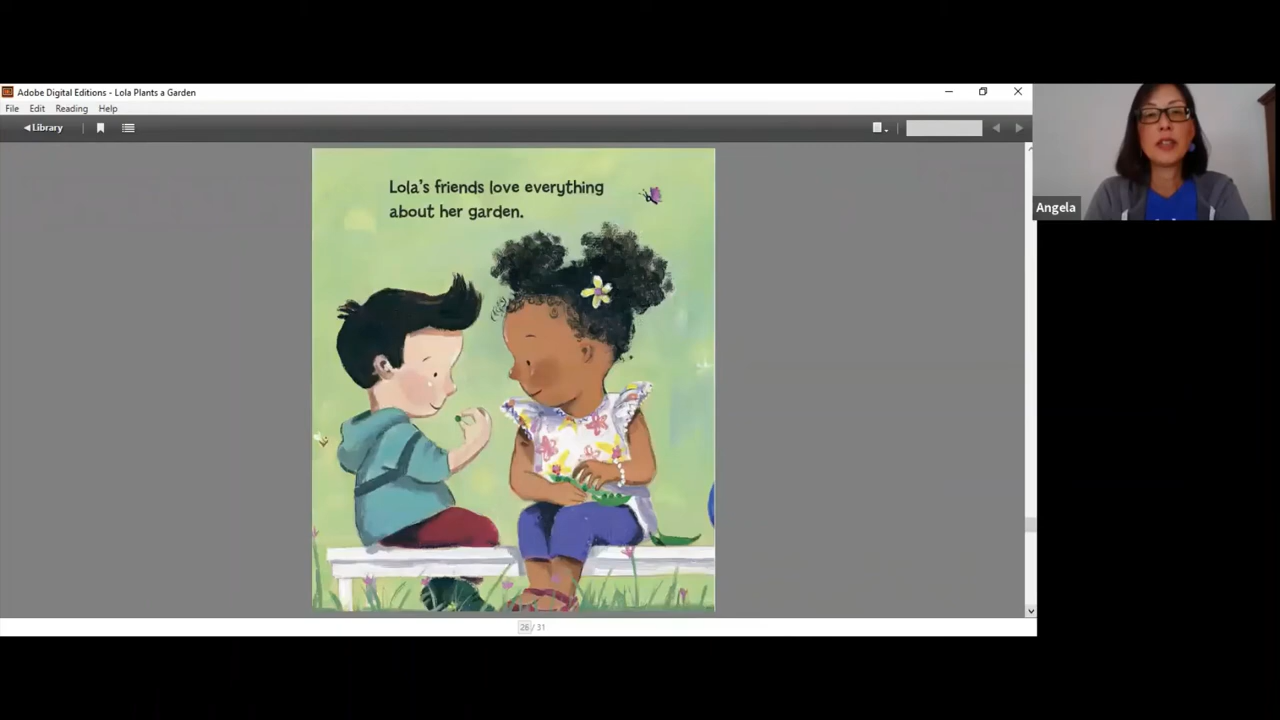 Adobe Digital Editions - Lola Plants a Garden
File Edit Reading Help
Library
Lola's friends love everything
about her garden.
26 / 31
Angela